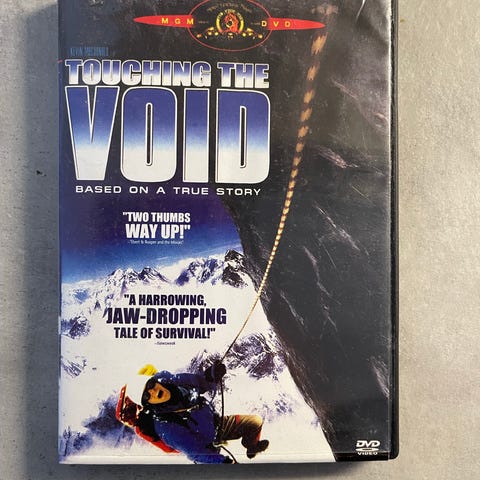 MGM DVD
KEVIN MACDONALD
TOUCHING THE
VOID
BASED ON A TRUE STORY
"TWO THUMBS
WAY UP!"
"A HARROWING,
JAW-DROPPING
TALE OF SURVIVAL!"
DVD
VIDEO